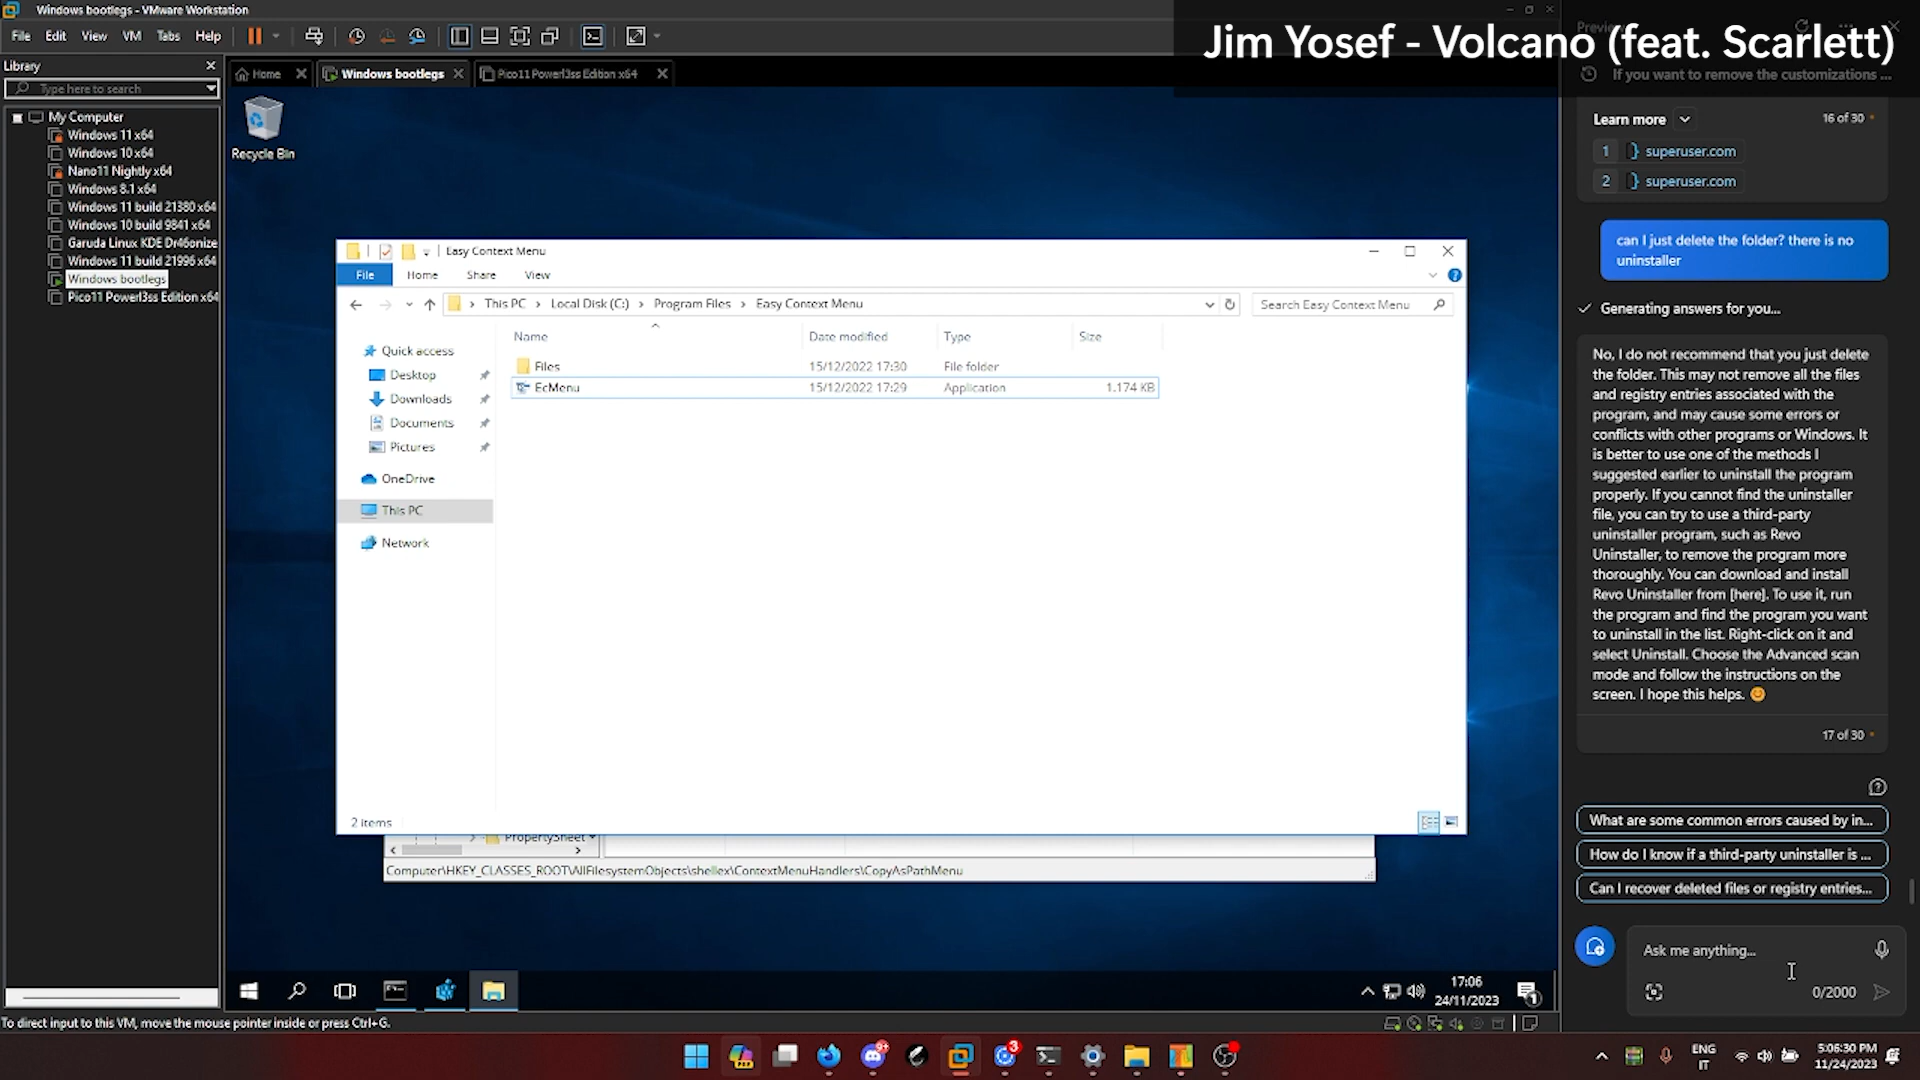 Windows bootlegs - VMware Workstation
File Edit View VM Tabs Help
Jim Yosef - Volcano (feat. Scarlett)
Library
Type here to search
My Computer
Windows 11 x64
Windows 10 x64
Nano11 Nightly x64
Windows 8.1 x64
Windows 11 build 21380 x64
Windows 10 build 9841 x64
Garuda Linux KDE Dr46onize
Windows 11 build 21996 x64
Windows bootlegs
Pico11 Powerl3ss Edition x64
Home
Windows bootlegs
Pico11 Powerl3ss Edition x64
Recycle Bin
Easy Context Menu
File Home Share View
This PC Local Disk (C:) Program Files Easy Context Menu
Search Easy Context Menu
Name Date modified Type Size
Files 15/12/2022 17:30 File folder
EcMenu 15/12/2022 17:29 Application 1.174 KB
Quick access
Desktop
Downloads
Documents
Pictures
OneDrive
This PC
Network
2 items
PropertySheet
Computer\HKEY_CLASSES_ROOT\AllFilesystemObjects\shellex\ContextMenuHandlers\CopyAsPathMenu
17:06
24/11/2023
1
To direct input to this VM, move the mouse pointer inside or press Ctrl+G.
Preview
If you want to remove the customizations ...
Learn more
16 of 30
1 superuser.com
2 superuser.com
can I just delete the folder? there is no
uninstaller
Generating answers for you...
No, I do not recommend that you just delete
the folder. This may not remove all the files
and registry entries associated with the
program, and may cause some errors or
conflicts with other programs or Windows. It
is better to use one of the methods I
suggested earlier to uninstall the program
properly. If you cannot find the uninstaller
file, you can try to use a third-party
uninstaller program, such as Revo
Uninstaller, to remove the program more
thoroughly. You can download and install
Revo Uninstaller from [here]. To use it, run
the program and find the program you want
to uninstall in the list. Right-click on it and
select Uninstall. Choose the Advanced scan
mode and follow the instructions on the
screen. I hope this helps. 😊
17 of 30
What are some common errors caused by in...
How do I know if a third-party uninstaller is ...
Can I recover deleted files or registry entries...
Ask me anything...
0/2000
9+
3
ENG
IT
5:06:30 PM
11/24/2023